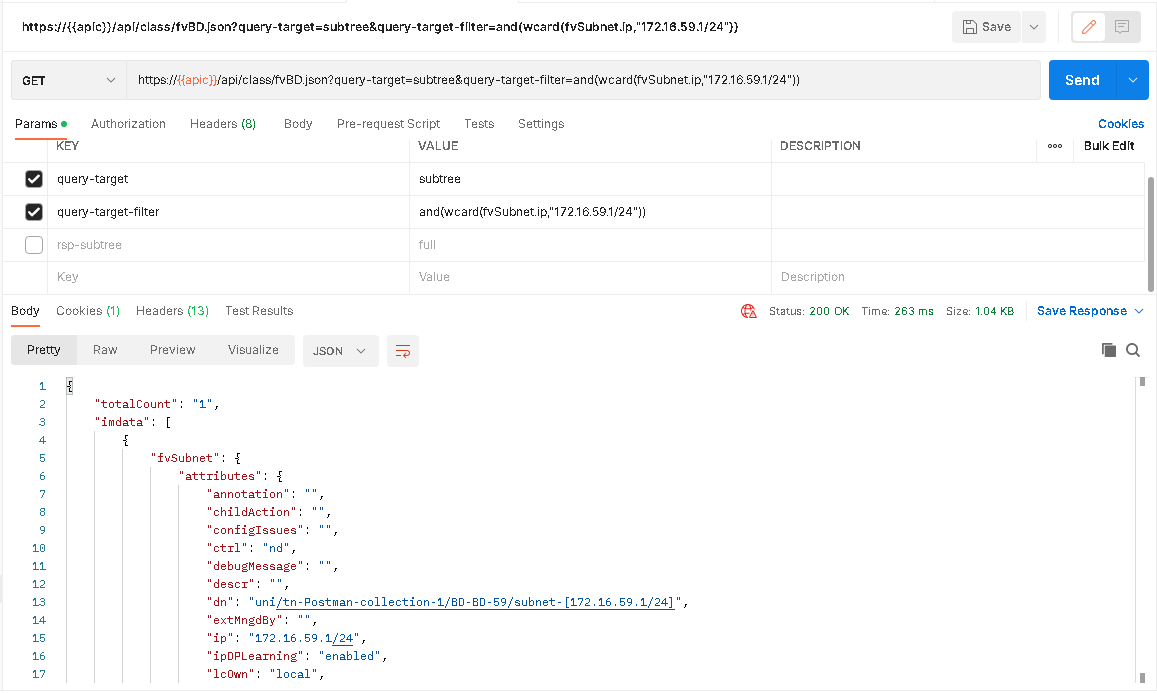 https://{{apic}}/api/class/fvBD.json?query-target=subtree&query-target-filter=and(wcard(fvSubnet.ip,"172.16.59.1/24"}} Save
GET https://{{apic}}/api/class/fvBD.json?query-target=subtree&query-target-filter=and(wcard(fvSubnet.ip,"172.16.59.1/24")) Send
Params Authorization Headers (8) Body Pre-request Script Tests Settings Cookies
KEY VALUE DESCRIPTION ooo Bulk Edit
query-target subtree
query-target-filter and(wcard(fvSubnet.ip,"172.16.59.1/24"))
rsp-subtree full
Key Value Description
Body Cookies (1) Headers (13) Test Results Status: 200 OK Time: 263 ms Size: 1.04 KB Save Response
Pretty Raw Preview Visualize JSON
1 {
2 "totalCount": "1",
3 "imdata": [
4 {
5 "fvSubnet": {
6 "attributes": {
7 "annotation": "",
8 "childAction": "",
9 "configIssues": "",
10 "ctrl": "nd",
11 "debugMessage": "",
12 "descr": "",
13 "dn": "uni/tn-Postman-collection-1/BD-BD-59/subnet-[172.16.59.1/24]",
14 "extMngdBy": "",
15 "ip": "172.16.59.1/24",
16 "ipDPLearning": "enabled",
17 "lcOwn": "local",